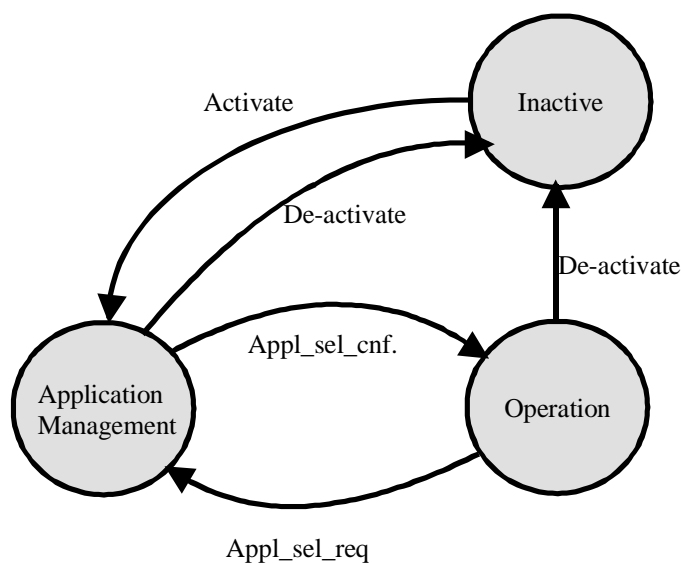 Activate
Inactive
De-activate
De-activate
Appl_sel_cnf.
Application
Management
Operation
Appl_sel_req